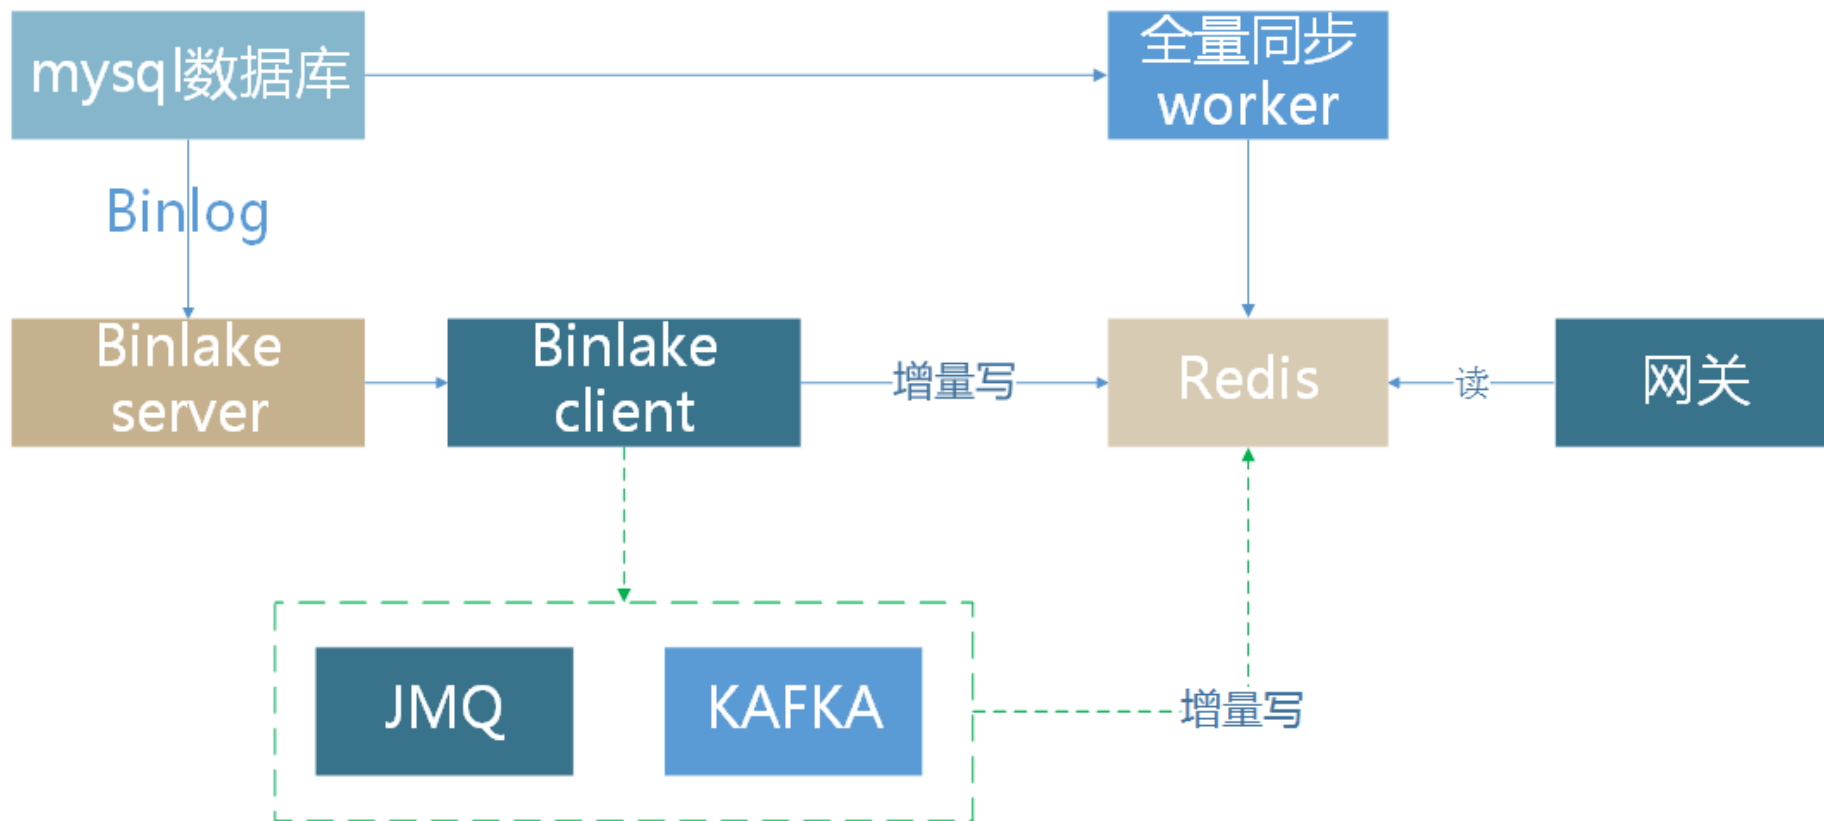 mysql数据库
全量同步
worker
Binlog
Binlake
server
Binlake
client
增量写
Redis
读
网关
JMQ
KAFKA
增量写